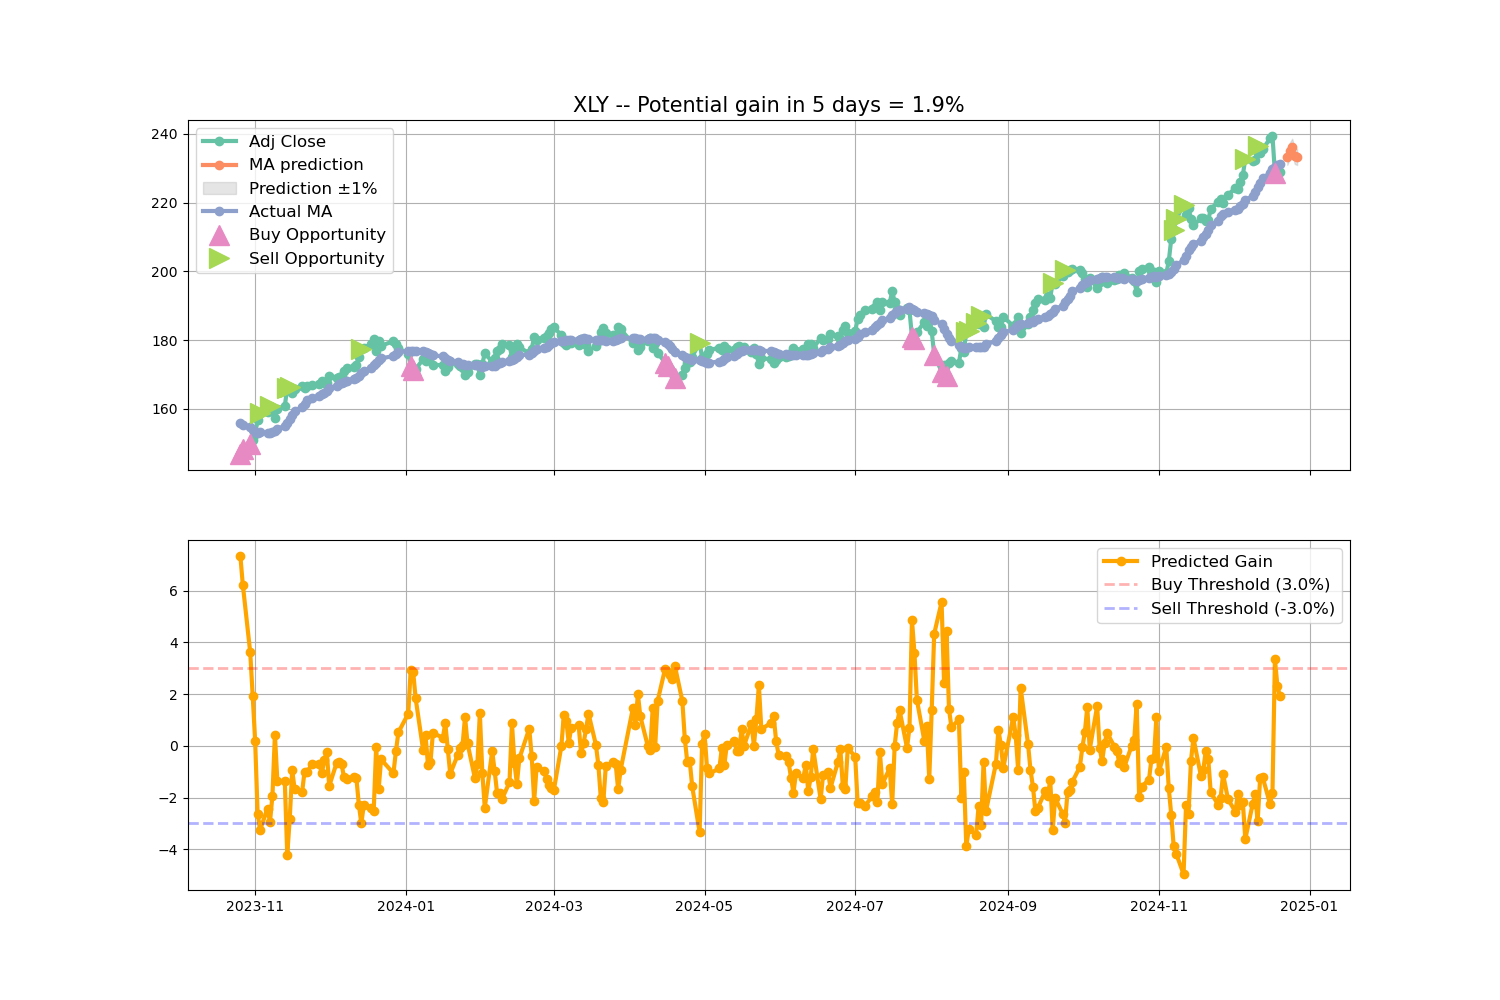 XLY -- Potential gain in 5 days = 1.9%
240
220
200
180
160
Adj Close
MA prediction
Prediction ±1%
Actual MA
Buy Opportunity
Sell Opportunity
6
4
2
0
−2
−4
Predicted Gain
Buy Threshold (3.0%)
Sell Threshold (-3.0%)
2023-11
2024-01
2024-03
2024-05
2024-07
2024-09
2024-11
2025-01